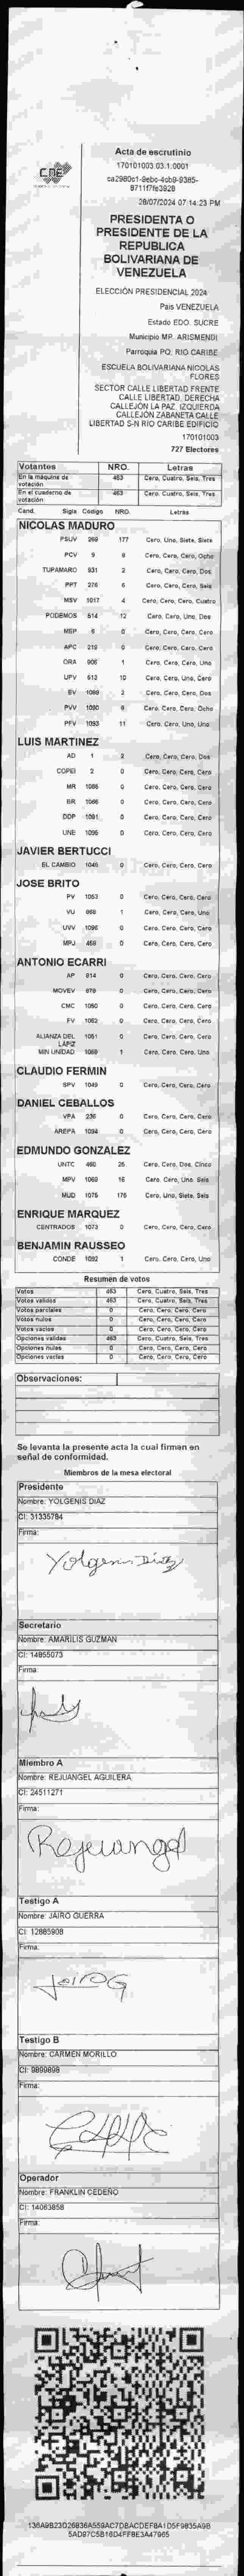 CNE
Acta de escrutinio
170101003.03.1.0001
ca2980c1-9ebc-4cb9-9385-
8711f7fe3928
28/07/2024 07:14:23 PM
PRESIDENTA O
PRESIDENTE DE LA
REPUBLICA
BOLIVARIANA DE
VENEZUELA
ELECCIÓN PRESIDENCIAL 2024
Pais VENEZUELA
Estado EDO. SUCRE
Municipio MP. ARISMENDI
Parroquia PQ. RIO CARIBE
ESCUELA BOLIVARIANA NICOLAS
FLORES
SECTOR CALLE LIBERTAD FRENTE
CALLE LIBERTAD. DERECHA
CALLEJÓN LA PAZ. IZQUIERDA
CALLEJÓN ZABANETA CALLE
LIBERTAD S-N RIO CARIBE EDIFICIO
170101003
727 Electores
Votantes NRO. Letras
En la máquina de votación 463 Cero, Cuatro, Seis, Tres
En el cuaderno de votación 463 Cero, Cuatro, Seis, Tres
Cand. Sigla Codigo NRO. Letras
NICOLAS MADURO
PSUV 269 177 Cero, Uno, Siete, Siete
PCV 9 8 Cero, Cero, Cero, Ocho
TUPAMARO 931 2 Cero, Cero, Cero, Dos
PPT 276 6 Cero, Cero, Cero, Seis
MSV 1017 4 Cero, Cero, Cero, Cuatro
PODEMOS 514 12 Cero, Cero, Uno, Dos
MEP 6 0 Cero, Cero, Cero, Cero
APC 219 0 Cero, Cero, Cero, Cero
ORA 906 1 Cero, Cero, Cero, Uno
UPV 513 10 Cero, Cero, Uno, Cero
EV 1088 2 Cero, Cero, Cero, Dos
PVV 1090 8 Cero, Cero, Cero, Ocho
PFV 1093 11 Cero, Cero, Uno, Uno
LUIS MARTINEZ
AD 1 2 Cero, Cero, Cero, Dos
COPEI 2 0 Cero, Cero, Cero, Cero
MR 1065 0 Cero, Cero, Cero, Cero
BR 1066 0 Cero, Cero, Cero, Cero
DDP 1091 0 Cero, Cero, Cero, Cero
UNE 1095 0 Cero, Cero, Cero, Cero
JAVIER BERTUCCI
EL CAMBIO 1046 0 Cero, Cero, Cero, Cero
JOSE BRITO
PV 1053 0 Cero, Cero, Cero, Cero
VU 968 1 Cero, Cero, Cero, Uno
UVV 1096 0 Cero, Cero, Cero, Cero
MPJ 459 0 Cero, Cero, Cero, Cero
ANTONIO ECARRI
AP 914 0 Cero, Cero, Cero, Cero
MOVEV 979 0 Cero, Cero, Cero, Cero
CMC 1050 0 Cero, Cero, Cero, Cero
FV 1062 0 Cero, Cero, Cero, Cero
ALIANZA DEL LÁPIZ 1051 0 Cero, Cero, Cero, Cero
MIN UNIDAD 1059 1 Cero, Cero, Cero, Uno
CLAUDIO FERMIN
SPV 1049 0 Cero, Cero, Cero, Cero
DANIEL CEBALLOS
VPA 236 0 Cero, Cero, Cero, Cero
AREPA 1094 0 Cero, Cero, Cero, Cero
EDMUNDO GONZALEZ
UNTC 460 25 Cero, Cero, Dos, Cinco
MPV 1069 16 Cero, Cero, Uno, Seis
MUD 1075 176 Cero, Uno, Siete, Seis
ENRIQUE MARQUEZ
CENTRADOS 1073 0 Cero, Cero, Cero, Cero
BENJAMIN RAUSSEO
CONDE 1092 1 Cero, Cero, Cero, Uno
Resumen de votos
Votos 463 Cero, Cuatro, Seis, Tres
Votos válidos 463 Cero, Cuatro, Seis, Tres
Votos parciales 0 Cero, Cero, Cero, Cero
Votos nulos 0 Cero, Cero, Cero, Cero
Votos vacíos 0 Cero, Cero, Cero, Cero
Opciones válidas 463 Cero, Cuatro, Seis, Tres
Opciones nulas 0 Cero, Cero, Cero, Cero
Opciones vacías 0 Cero, Cero, Cero, Cero
Observaciones:
Se levanta la presente acta la cual firman en
señal de conformidad.
Miembros de la mesa electoral
Presidente
Nombre: YOLGENIS DIAZ
CI: 31335784
Firma:
Yolgenis Díaz
Secretario
Nombre: AMARILIS GUZMAN
CI: 14855073
Firma:
Miembro A
Nombre: REJUANGEL AGUILERA
CI: 24511271
Firma:
Rejuangel
Testigo A
Nombre: JAIRO GUERRA
CI: 12885908
Firma:
Jairo G
Testigo B
Nombre: CARMEN MORILLO
CI: 9899898
Firma:
Operador
Nombre: FRANKLIN CEDEÑO
CI: 14063858
Firma:
136A9B23D26836A559AC7DBACDEF8A1D5F9835A9B
5AD97C5B16D4FFBE3A47965